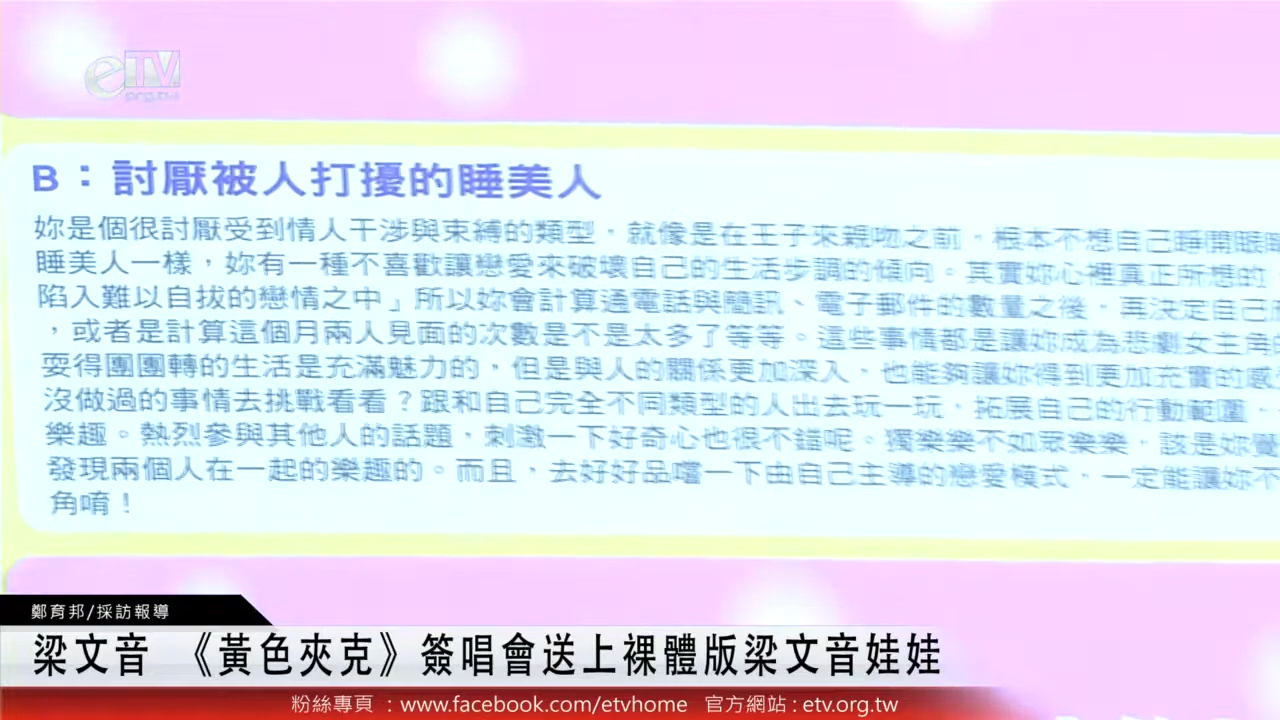 eTV
org.tw
B：討厭被人打擾的睡美人
妳是個很討厭受到情人干涉與束縛的類型，就像是在王子來親吻之前，根本不想自己睜開眼睛
睡美人一樣，妳有一種不喜歡讓戀愛來破壞自己的生活步調的傾向。其實妳心裡真正所想的
陷入難以自拔的戀情之中」所以妳會計算通電話與簡訊、電子郵件的數量之後，再決定自己
，或者是計算這個月兩人見面的次數是不是太多了等等。這些事情都是讓妳成為悲劇女主角的
耍得團團轉的生活是充滿魅力的，但是與人的關係更加深入，也能夠讓妳得到更加充實的感
沒做過的事情去挑戰看看？跟和自己完全不同類型的人出去玩一玩，拓展自己的行動範圍，
樂趣。熱烈參與其他人的話題，刺激一下好奇心也很不錯呢。獨樂樂不如眾樂樂，該是妳覺
發現兩個人在一起的樂趣的。而且，去好好品嚐一下由自己主導的戀愛模式，一定能讓妳不
角唷！
鄭育邦/採訪報導
梁文音 《黃色夾克》簽唱會送上裸體版梁文音娃娃
粉絲專頁 ：www.facebook.com/etvhome 官方網站 : etv.org.tw